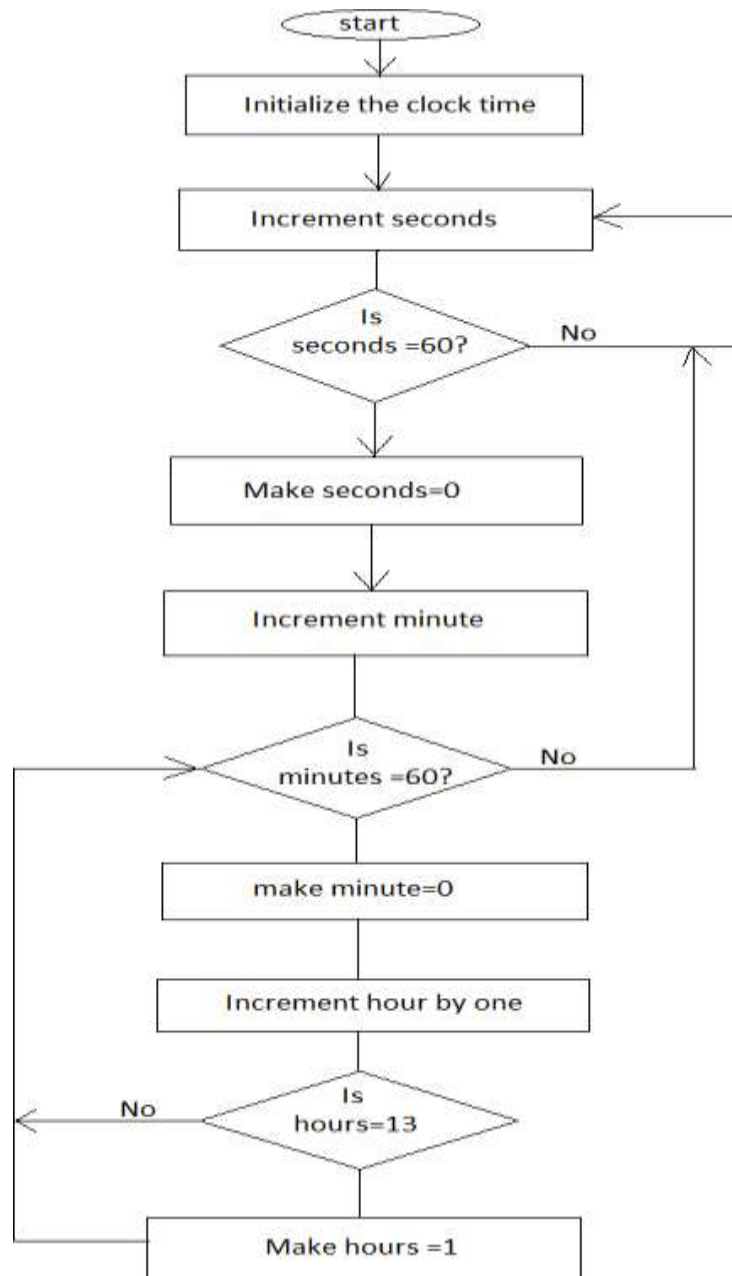 start
Initialize the clock time
Increment seconds
Is
seconds =60?
No
Make seconds=0
Increment minute
Is
minutes =60?
No
make minute=0
Increment hour by one
Is
hours=13
No
Make hours =1